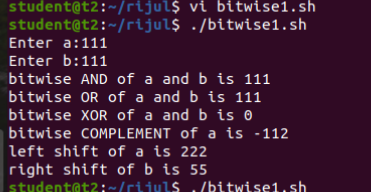 student@t2:~/rijul$ vi bitwise1.sh
student@t2:~/rijul$ ./bitwise1.sh
Enter a:111
Enter b:111
bitwise AND of a and b is 111
bitwise OR of a and b is 111
bitwise XOR of a and b is 0
bitwise COMPLEMENT of a is -112
left shift of a is 222
right shift of b is 55
student@t2:~/rijul$ ./bitwise1.sh